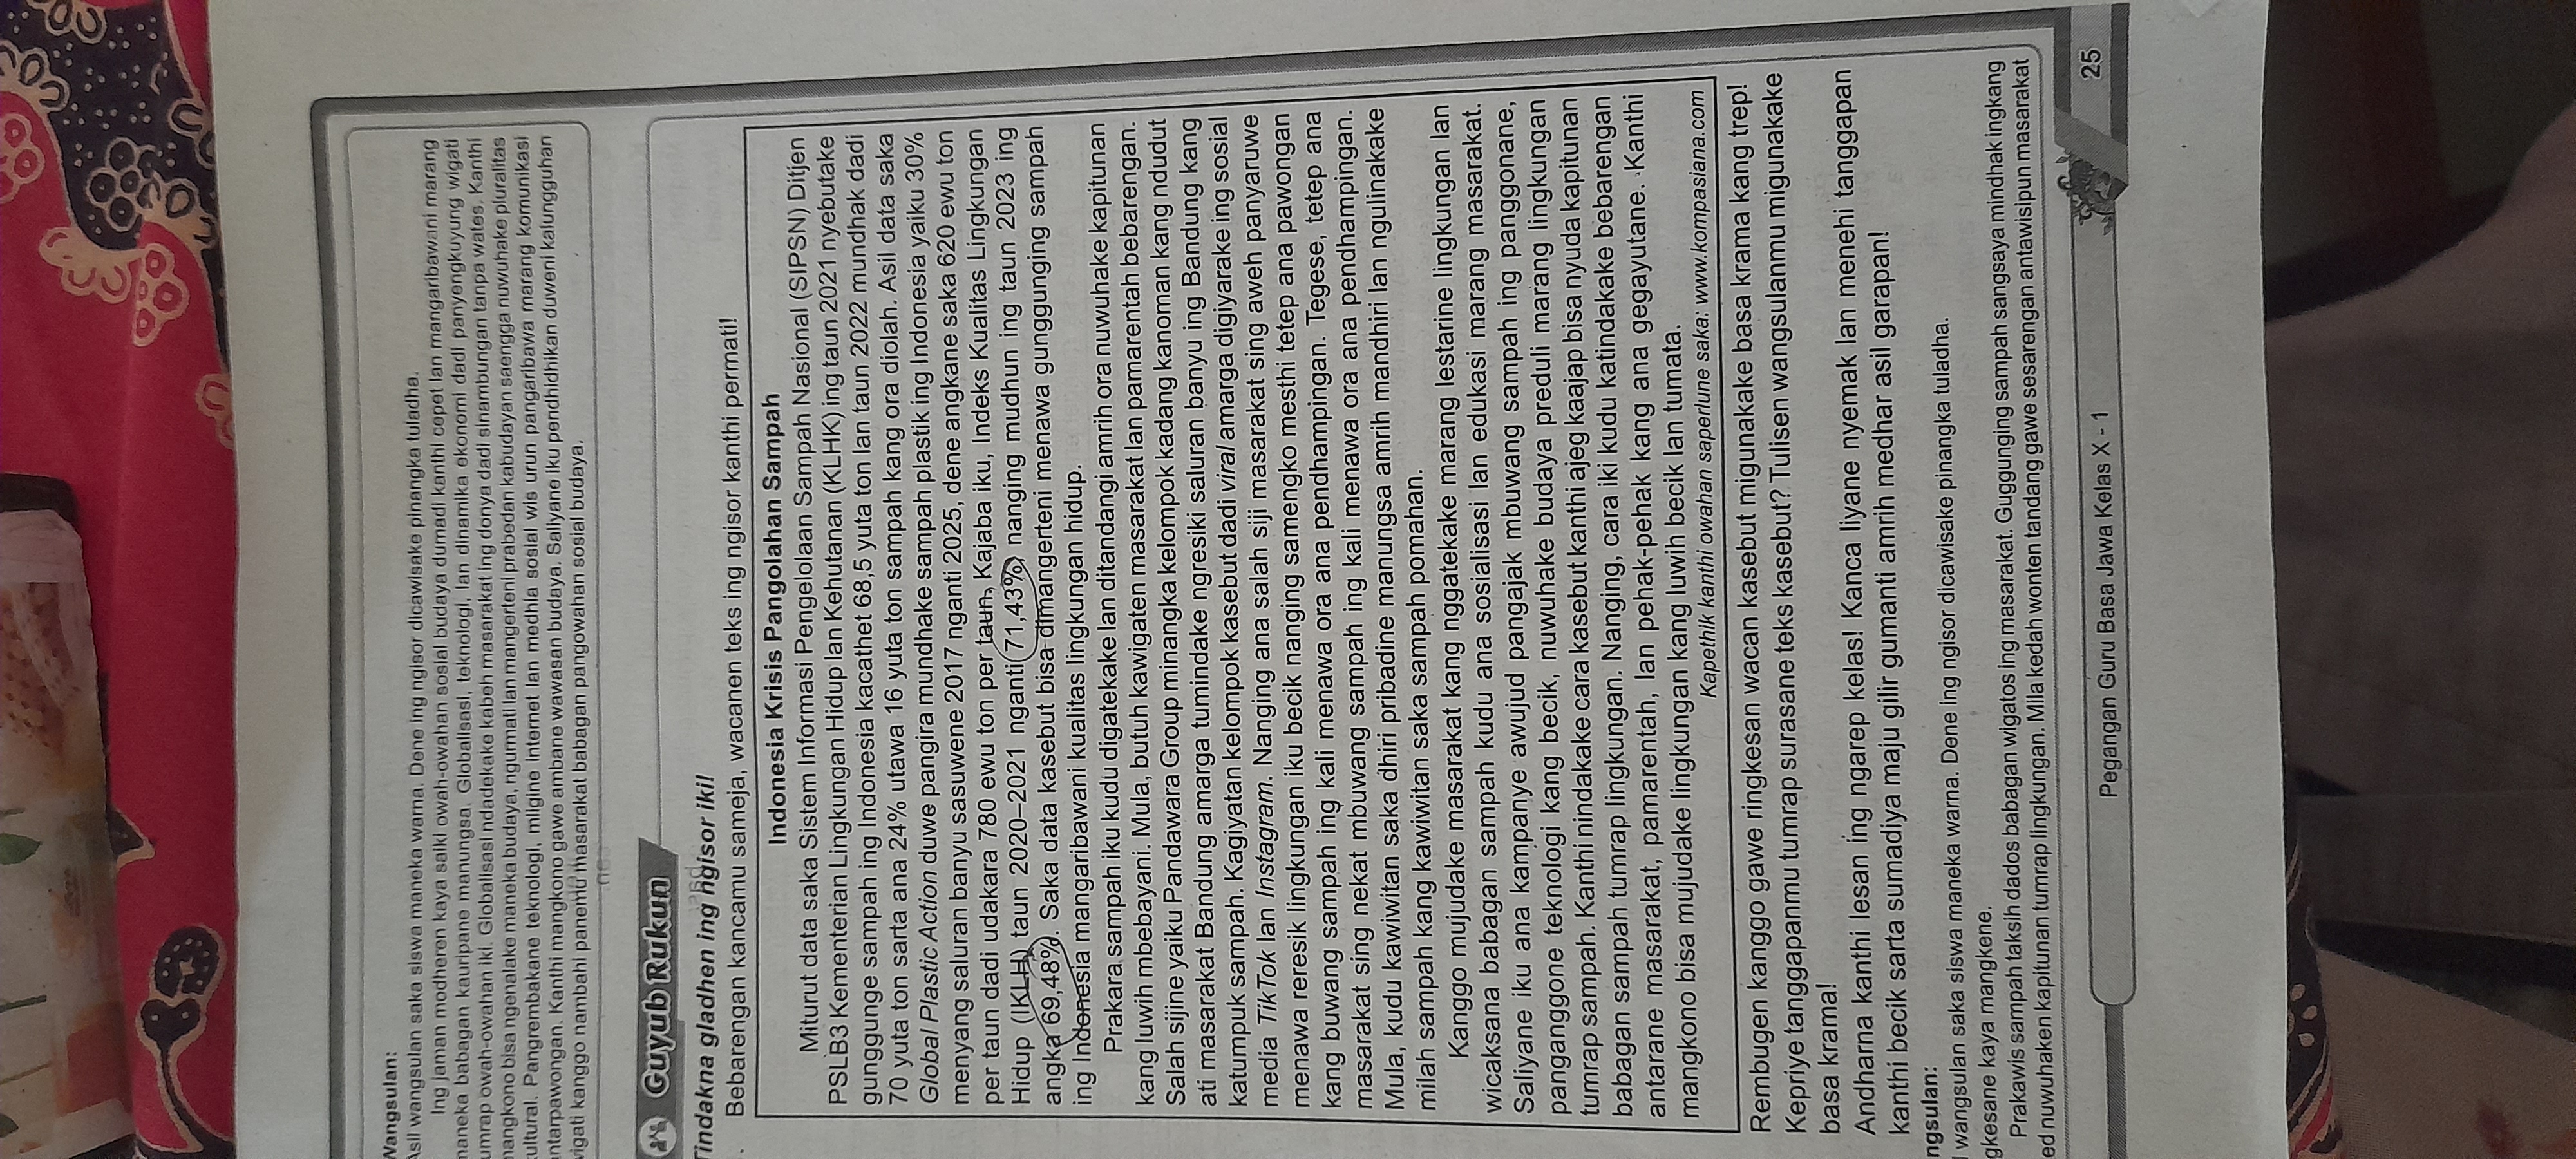 Wangsulan:
Asil wangsulan saka siswa maneka warna. Dene ing ngisor dicawisake pinangka tuladha.
Ing jaman modheren kaya saiki owah-owahan sosial budaya dumadi kanthi cepet lan mangaribawani marang
maneka babagan kauripane manungsa. Globalisasi, teknologi, lan dinamika ekonomi dadi panyengkuyung wigati
umrap owah-owahan iki. Globalisasi ndadekake kabeh masarakat ing donya dadi sinambungan tanpa wates. Kanthi
mangkono bisa ngenalake maneka budaya, ngurmati lan mangerteni prabedan kabudayan saengga nuwuhake pluralitas
kultural. Pangrembakane teknologi, mligine internet lan medhia sosial wis urun pangaribawa marang komunikasi
antarpawongan. Kanthi mangkono gawe ambane wawasan budaya. Saliyane iku pendhidhikan duweni kalungguhan
wigati kanggo nambahi panemu masarakat babagan pangowahan sosial budaya.
Guyub Rukun
Tindakna gladhen ing ngisor iki!
. Bebarengan kancamu sameja, wacanen teks ing ngisor kanthi permati!
Indonesia Krisis Pangolahan Sampah
Miturut data saka Sistem Informasi Pengelolaan Sampah Nasional (SIPSN) Ditjen
PSLB3 Kementerian Lingkungan Hidup lan Kehutanan (KLHK) ing taun 2021 nyebutake
gunggunge sampah ing Indonesia kacathet 68,5 yuta ton lan taun 2022 mundhak dadi
70 yuta ton sarta ana 24% utawa 16 yuta ton sampah kang ora diolah. Asil data saka
Global Plastic Action duwe pangira mundhake sampah plastik ing Indonesia yaiku 30%
menyang saluran banyu sasuwene 2017 nganti 2025, dene angkane saka 620 ewu ton
per taun dadi udakara 780 ewu ton per taun. Kajaba iku, Indeks Kualitas Lingkungan
Hidup (IKLH) taun 2020–2021 nganti 71,43% nanging mudhun ing taun 2023 ing
angka 69,48%. Saka data kasebut bisa dimangerteni menawa gunggunging sampah
ing Indonesia mangaribawani kualitas lingkungan hidup.
Prakara sampah iku kudu digatekake lan ditandangi amrih ora nuwuhake kapitunan
kang luwih mbebayani. Mula, butuh kawigaten masarakat lan pamarentah bebarengan.
Salah sijine yaiku Pandawara Group minangka kelompok kadang kanoman kang ndudut
ati masarakat Bandung amarga tumindake ngresiki saluran banyu ing Bandung kang
katumpuk sampah. Kagiyatan kelompok kasebut dadi viral amarga digiyarake ing sosial
media TikTok lan Instagram. Nanging ana salah siji masarakat sing aweh panyaruwe
menawa reresik lingkungan iku becik nanging samengko mesthi tetep ana pawongan
kang buwang sampah ing kali menawa ora ana pendhampingan. Tegese, tetep ana
masarakat sing nekat mbuwang sampah ing kali menawa ora ana pendhampingan.
Mula, kudu kawiwitan saka dhiri pribadine manungsa amrih mandhiri lan ngulinakake
milah sampah kang kawiwitan saka sampah pomahan.
Kanggo mujudake masarakat kang nggatekake marang lestarine lingkungan lan
wicaksana babagan sampah kudu ana sosialisasi lan edukasi marang masarakat.
Saliyane iku ana kampanye awujud pangajak mbuwang sampah ing panggonane,
panganggone teknologi kang becik, nuwuhake budaya preduli marang lingkungan
tumrap sampah. Kanthi nindakake cara kasebut kanthi ajeg kaajap bisa nyuda kapitunan
babagan sampah tumrap lingkungan. Nanging, cara iki kudu katindakake bebarengan
antarane masarakat, pamarentah, lan pehak-pehak kang ana gegayutane. Kanthi
mangkono bisa mujudake lingkungan kang luwih becik lan tumata.
Kapethik kanthi owahan saperlune saka: www.kompasiana.com
Rembugen kanggo gawe ringkesan wacan kasebut migunakake basa krama kang trep!
Kepriye tanggapanmu tumrap surasane teks kasebut? Tulisen wangsulanmu migunakake
basa krama!
Andharna kanthi lesan ing ngarep kelas! Kanca liyane nyemak lan menehi tanggapan
kanthi becik sarta sumadiya maju gilir gumanti amrih medhar asil garapan!
ngsulan:
l wangsulan saka siswa maneka warna. Dene ing ngisor dicawisake pinangka tuladha.
gkesane kaya mangkene.
Prakawis sampah taksih dados babagan wigatos ing masarakat. Guggunging sampah sangsaya mindhak ingkang
ed nuwuhaken kapitunan tumrap lingkungan. Mila kedah wonten tandang gawe sesarengan antawisipun masarakat
Pegangan Guru Basa Jawa Kelas X - 1
25